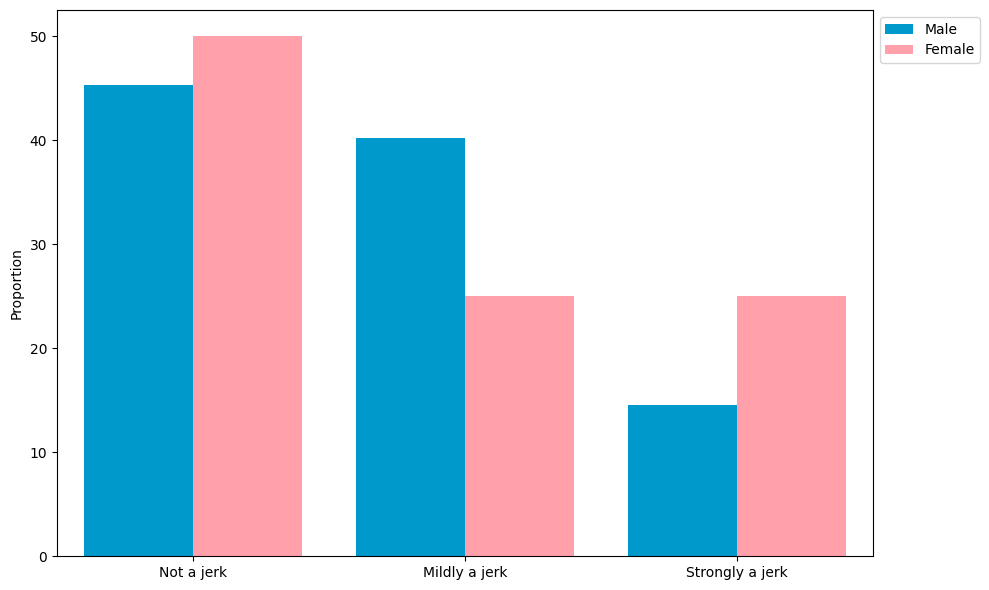 Male
Female
Proportion
50
40
30
20
10
0
Not a jerk
Mildly a jerk
Strongly a jerk